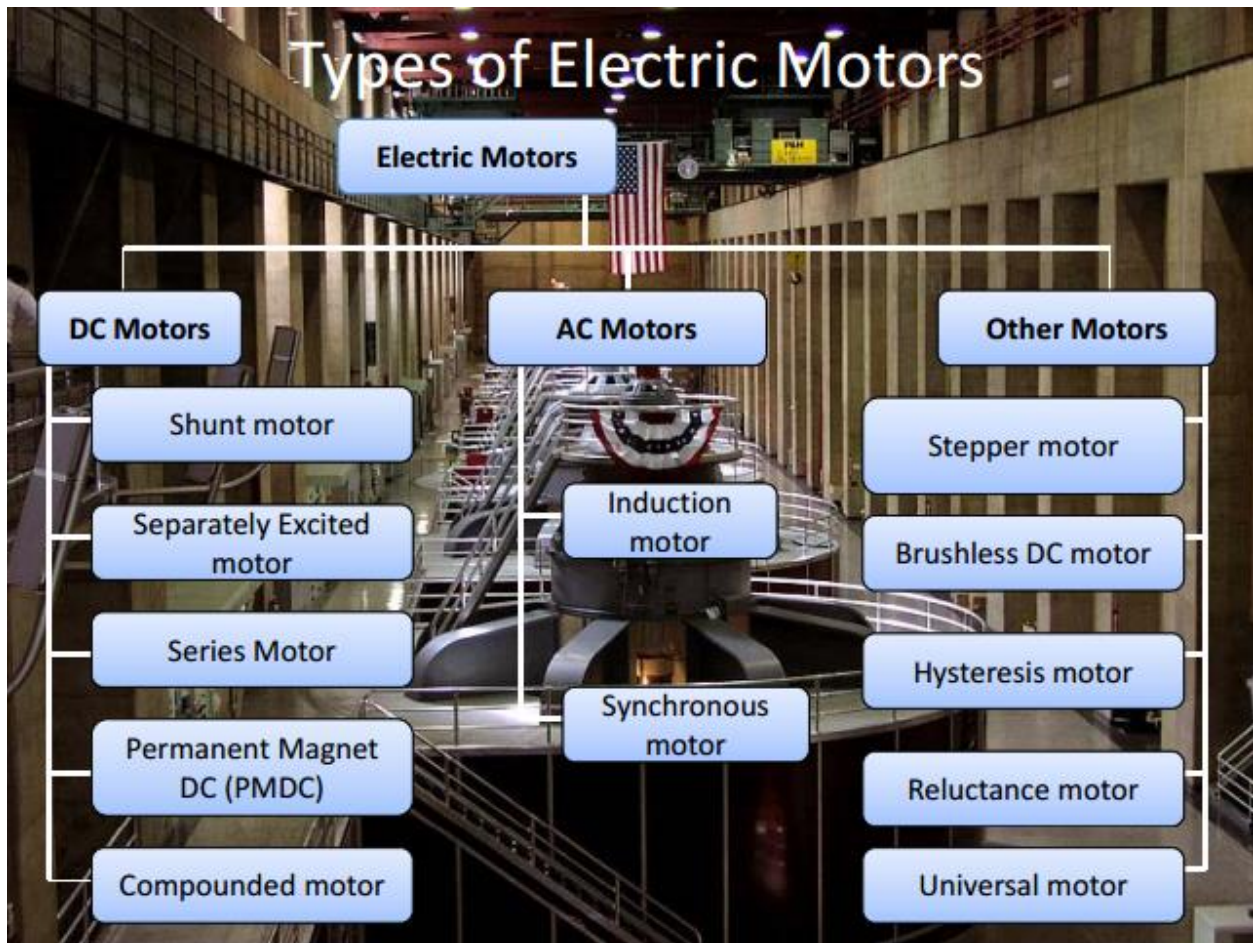 Types of Electric Motors
Electric Motors
DC Motors
AC Motors
Other Motors
Shunt motor
Separately Excited
motor
Series Motor
Permanent Magnet
DC (PMDC)
Compounded motor
Induction
motor
Synchronous
motor
Stepper motor
Brushless DC motor
Hysteresis motor
Reluctance motor
Universal motor
P&H